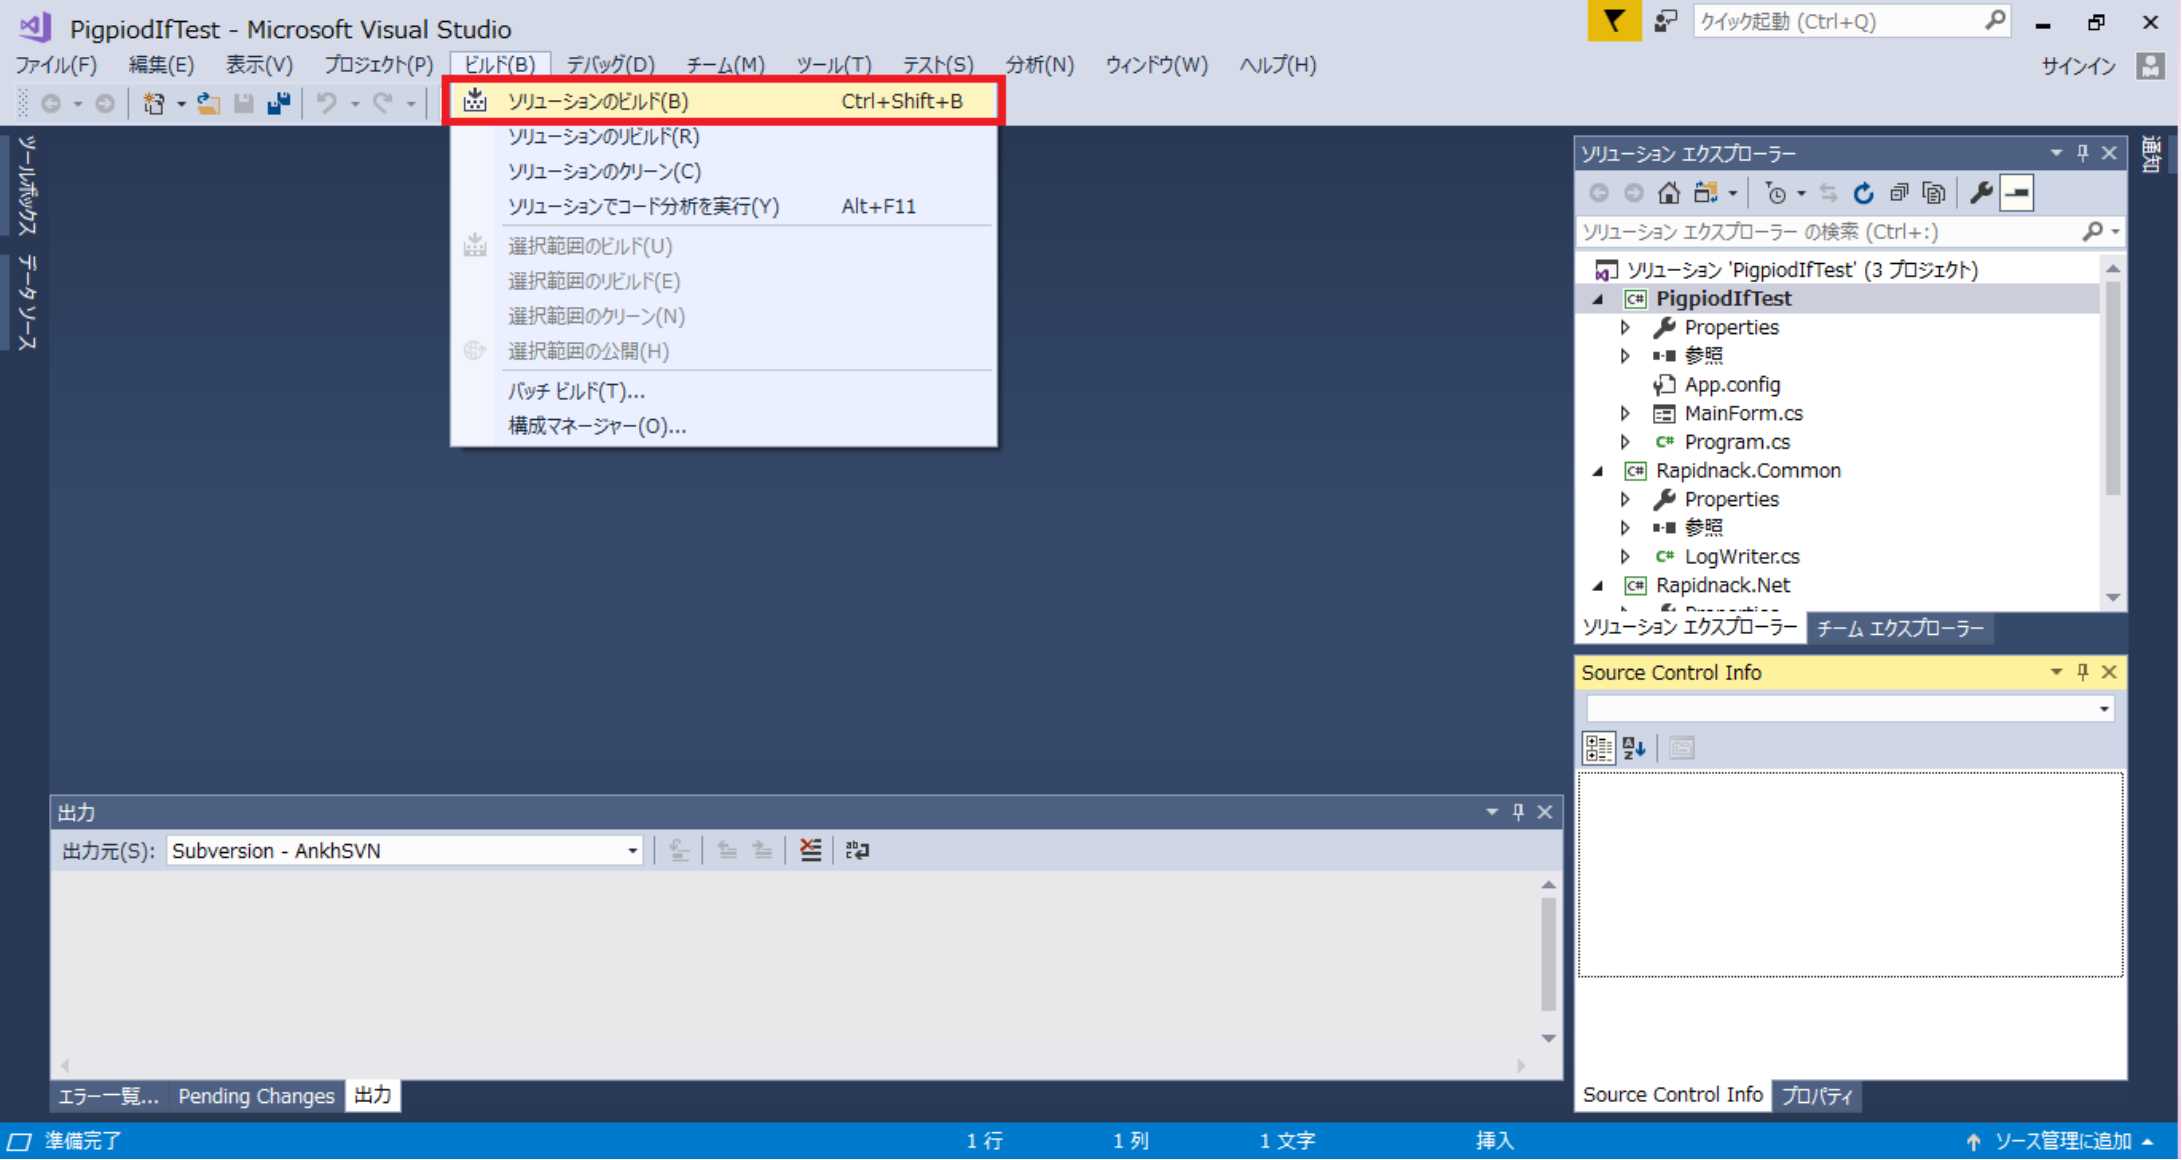 PigpiodIfTest - Microsoft Visual Studio
クイック起動 (Ctrl+Q)
ファイル(F) 編集(E) 表示(V) プロジェクト(P) ビルド(B) デバッグ(D) チーム(M) ツール(T) テスト(S) 分析(N) ウィンドウ(W) ヘルプ(H)
サインイン
ソリューションのビルド(B) Ctrl+Shift+B
ソリューションのリビルド(R)
ソリューションのクリーン(C)
ソリューションでコード分析を実行(Y) Alt+F11
選択範囲のビルド(U)
選択範囲のリビルド(E)
選択範囲のクリーン(N)
選択範囲の公開(H)
バッチ ビルド(T)...
構成マネージャー(O)...
ツールボックス
データ ソース
ソリューション エクスプローラー
通知
ソリューション エクスプローラー の検索 (Ctrl+:)
ソリューション 'PigpiodIfTest' (3 プロジェクト)
C# PigpiodIfTest
Properties
参照
App.config
MainForm.cs
C# Program.cs
C# Rapidnack.Common
Properties
参照
C# LogWriter.cs
C# Rapidnack.Net
Properties
ソリューション エクスプローラー チーム エクスプローラー
Source Control Info
出力
出力元(S): Subversion - AnkhSVN
エラー一覧... Pending Changes 出力
Source Control Info プロパティ
準備完了 1 行 1 列 1 文字 挿入 ソース管理に追加